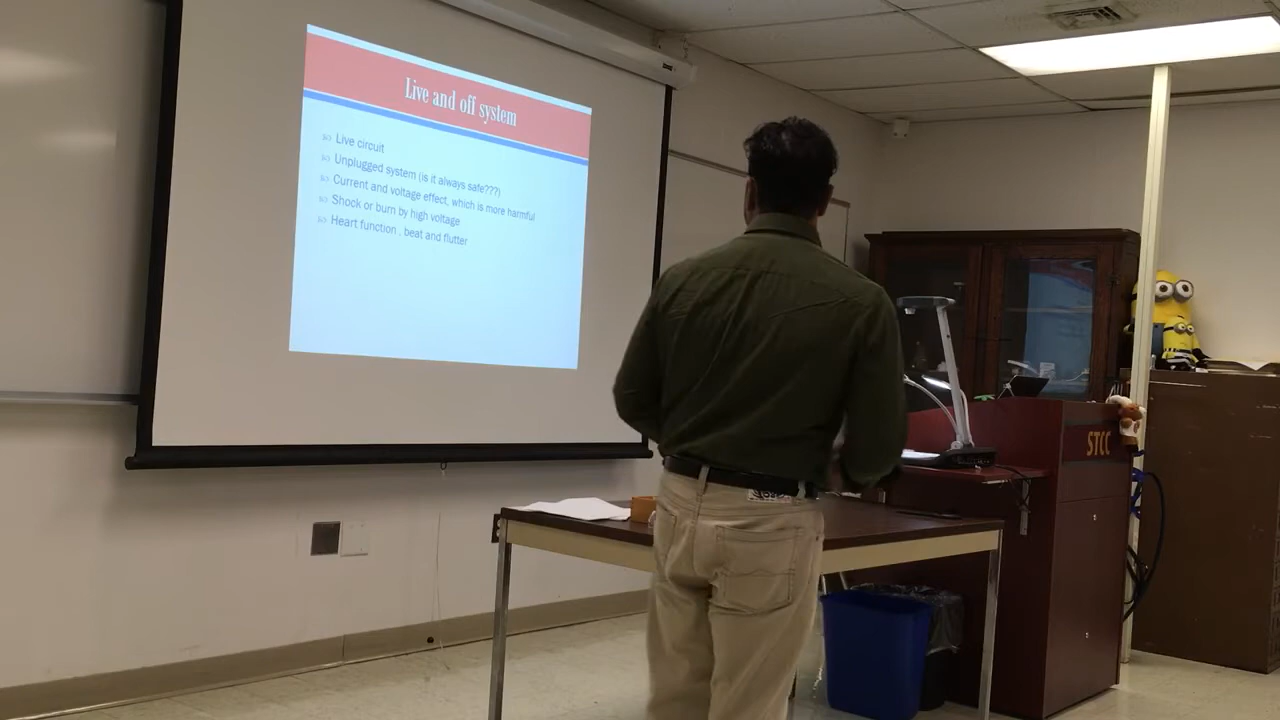 Live and off system
Live circuit
Unplugged system (is it always safe???)
Current and voltage effect, which is more harmful
Shock or burn by high voltage
Heart function , beat and flutter
STCC